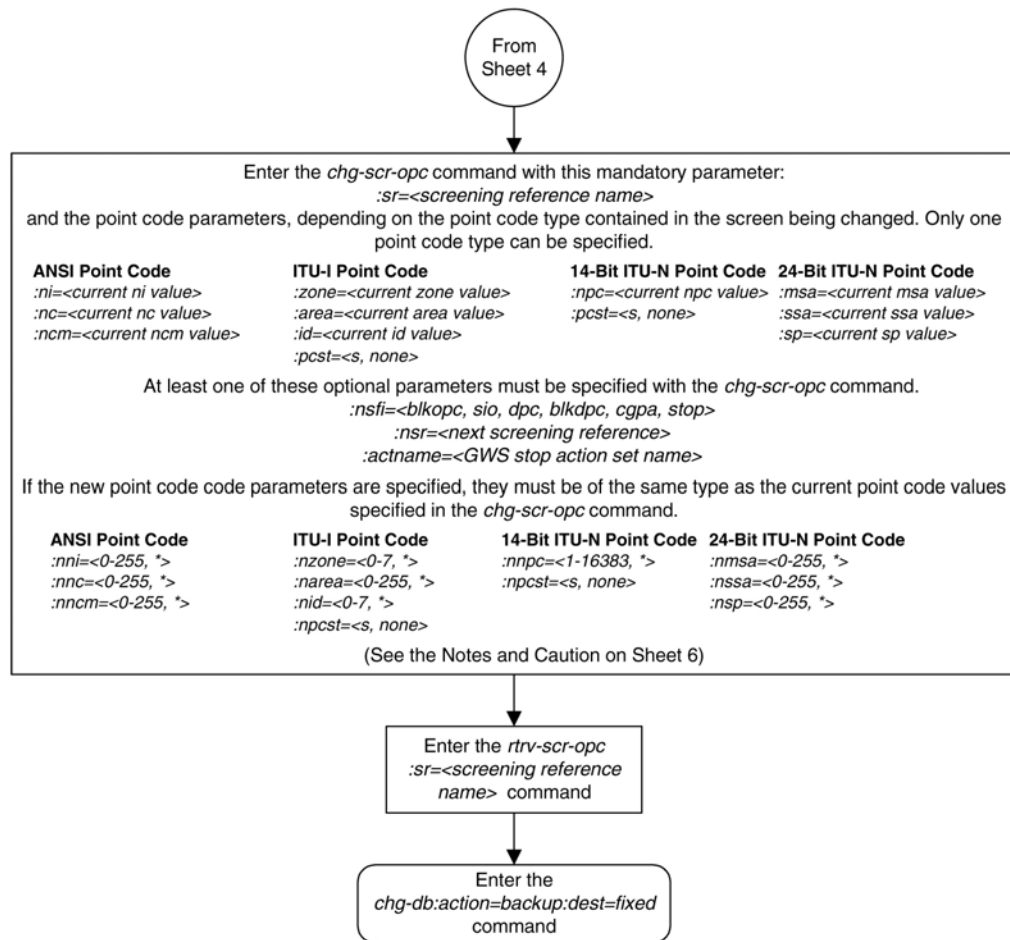 From
Sheet 4
Enter the chg-scr-opc command with this mandatory parameter:
:sr=<screening reference name>
and the point code parameters, depending on the point code type contained in the screen being changed. Only one
point code type can be specified.
ANSI Point Code
:ni=<current ni value>
:nc=<current nc value>
:ncm=<current ncm value>
ITU-I Point Code
:zone=<current zone value>
:area=<current area value>
:id=<current id value>
:pcst=<s, none>
14-Bit ITU-N Point Code
:npc=<current npc value>
:pcst=<s, none>
24-Bit ITU-N Point Code
:msa=<current msa value>
:ssa=<current ssa value>
:sp=<current sp value>
At least one of these optional parameters must be specified with the chg-scr-opc command.
:nsfi=<blkopc, sio, dpc, blkdpc, cgpa, stop>
:nsr=<next screening reference>
:actname=<GWS stop action set name>
If the new point code code parameters are specified, they must be of the same type as the current point code values
specified in the chg-scr-opc command.
ANSI Point Code
:nni=<0-255, *>
:nnc=<0-255, *>
:nncm=<0-255, *>
ITU-I Point Code
:nzone=<0-7, *>
:narea=<0-255, *>
:nid=<0-7, *>
:npcst=<s, none>
14-Bit ITU-N Point Code
:nnpc=<1-16383, *>
:npcst=<s, none>
24-Bit ITU-N Point Code
:nmsa=<0-255, *>
:nssa=<0-255, *>
:nsp=<0-255, *>
(See the Notes and Caution on Sheet 6)
Enter the rtrv-scr-opc
:sr=<screening reference
name> command
Enter the
chg-db:action=backup:dest=fixed
command